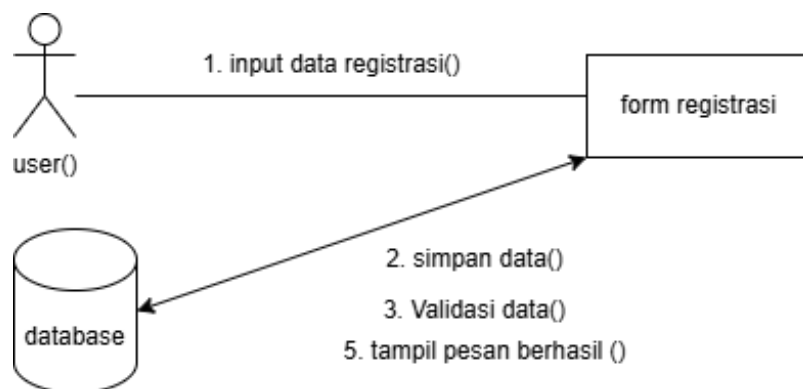 1. input data registrasi()
form registrasi
user()
2. simpan data()
3. Validasi data()
database
5. tampil pesan berhasil ()